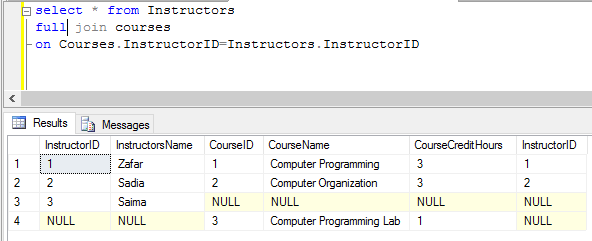 select * from Instructors
full join courses
on Courses.InstructorID=Instructors.InstructorID
Results Messages
InstructorID InstructorsName CourseID CourseName CourseCreditHours InstructorID
1 1 Zafar 1 Computer Programming 3 1
2 2 Sadia 2 Computer Organization 3 2
3 3 Saima NULL NULL NULL NULL
4 NULL NULL 3 Computer Programming Lab 1 NULL